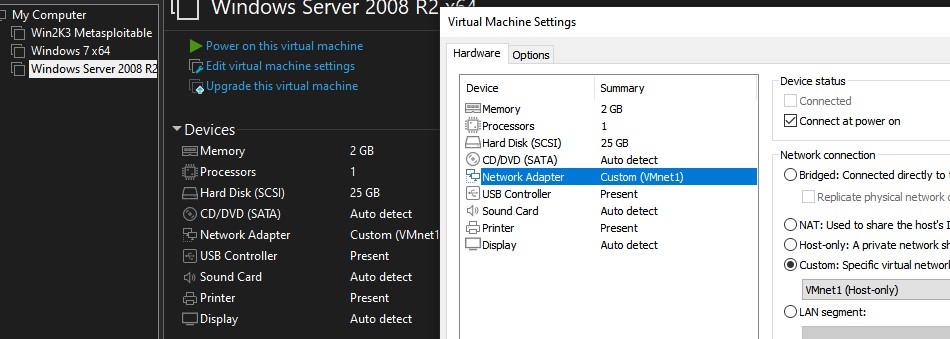 My Computer
Win2K3 Metasploitable
Windows 7 x64
Windows Server 2008 R2
Windows Server 2008 R2 x64
Power on this virtual machine
Edit virtual machine settings
Upgrade this virtual machine
Devices
Memory 2 GB
Processors 1
Hard Disk (SCSI) 25 GB
CD/DVD (SATA) Auto detect
Network Adapter Custom (VMnet1
USB Controller Present
Sound Card Auto detect
Printer Present
Display Auto detect
Virtual Machine Settings
Hardware Options
Device Summary
Memory 2 GB
Processors 1
Hard Disk (SCSI) 25 GB
CD/DVD (SATA) Auto detect
Network Adapter Custom (VMnet1)
USB Controller Present
Sound Card Auto detect
Printer Present
Display Auto detect
Device status
Connected
Connect at power on
Network connection
Bridged: Connected directly to
Replicate physical network
NAT: Used to share the host's
Host-only: A private network
Custom: Specific virtual
VMnet1 (Host-only)
LAN segment: